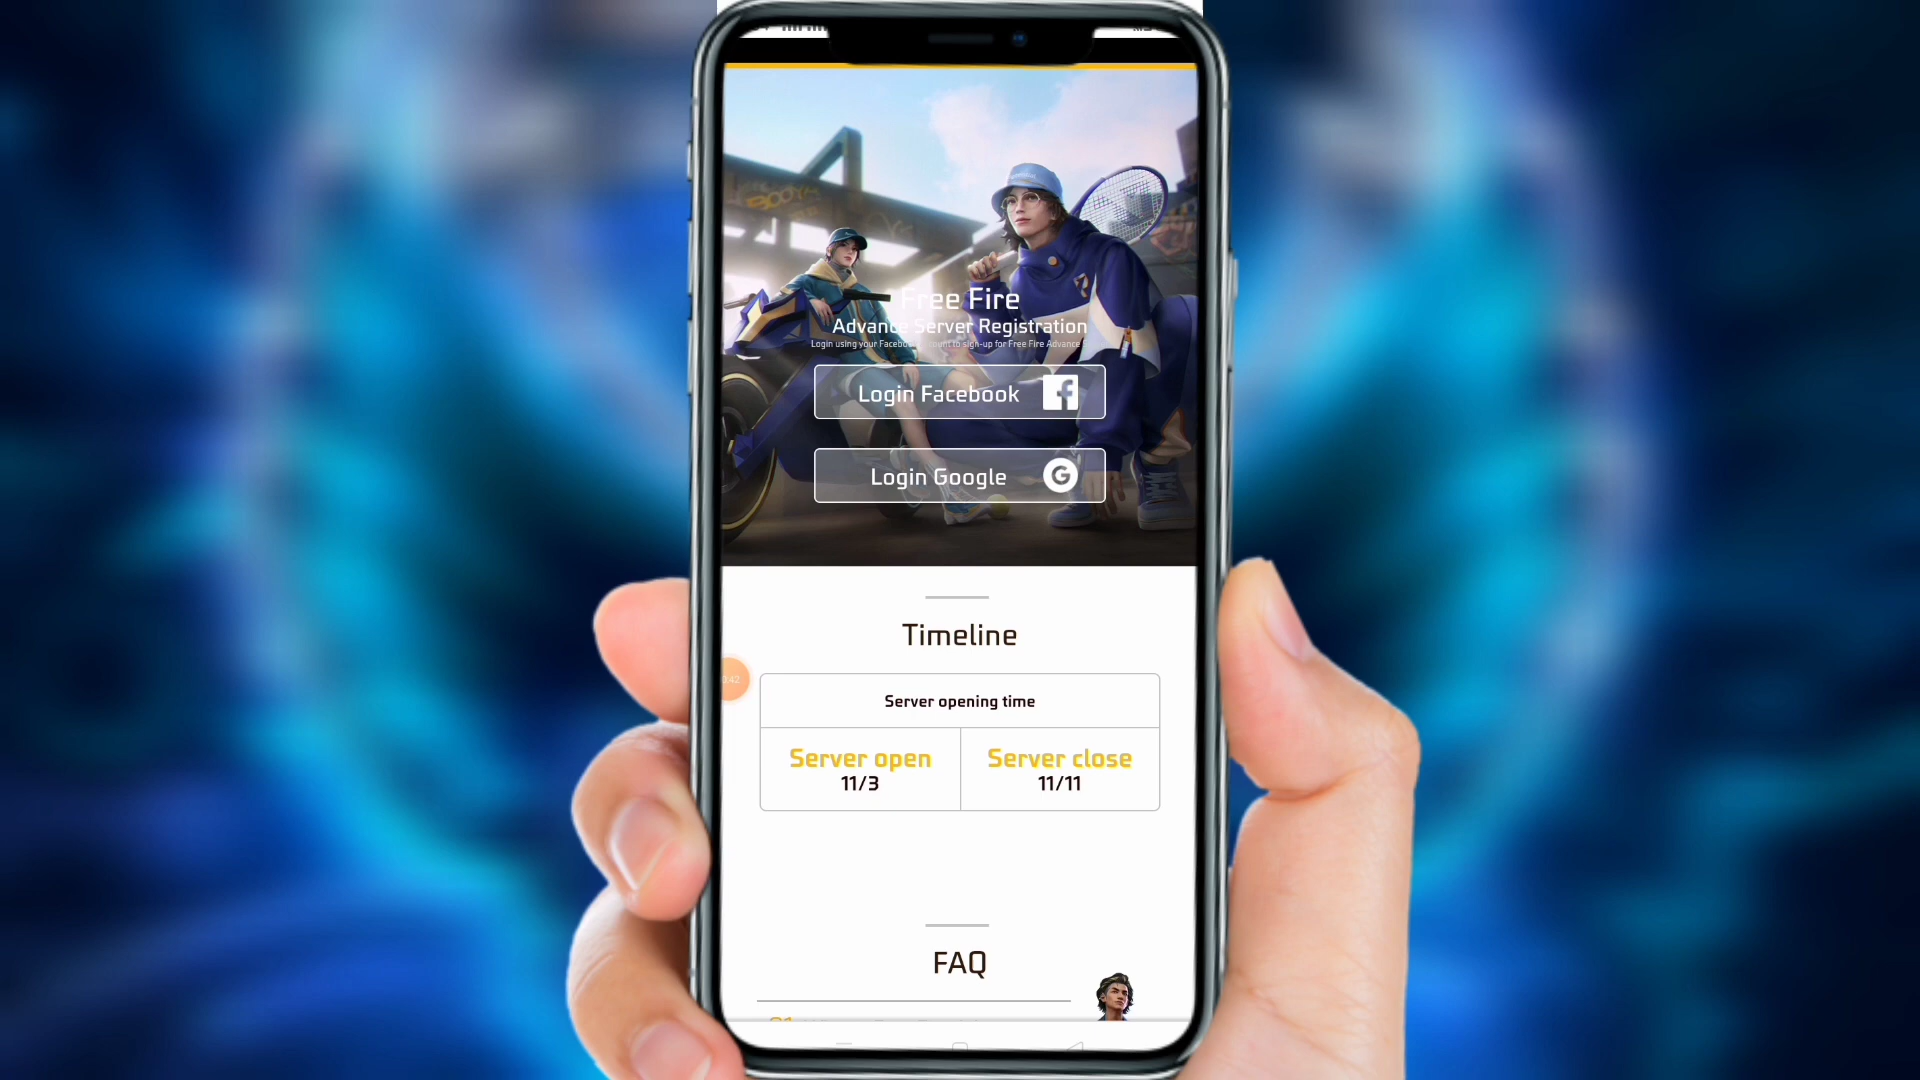 BOOYAH
Free Fire
Advance Server Registration
Login using your Facebook account to sign-up for Free Fire Advance
Login Facebook
Login Google
Timeline
Server opening time
Server open
Server close
11/3
11/11
FAQ